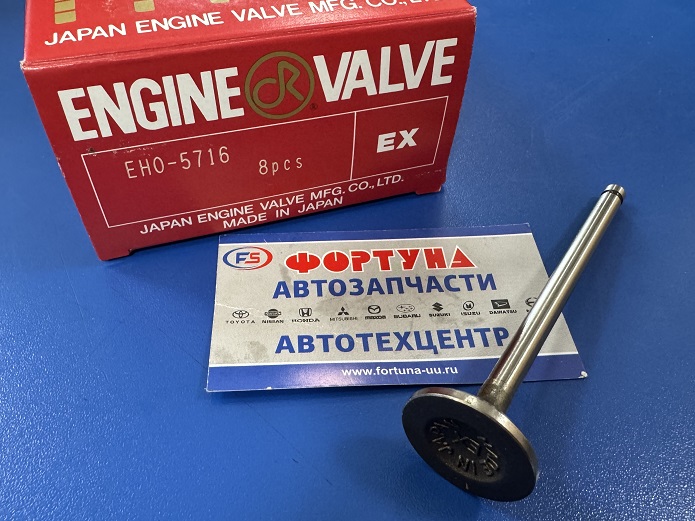 JAPAN ENGINE VALVE MFG. CO., LTD.
ENGINE VALVE
EHO-5716 8pcs EX
JAPAN ENGINE VALVE MFG. CO., LTD.
MADE IN JAPAN
FS ФОРТУНА
АВТОЗАПЧАСТИ
TOYOTA NISSAN HONDA MITSUBISHI MAZDA SUBARU SUZUKI ISUZU DAIHATSU
АВТОТЕХЦЕНТР
www.fortuna-uu.ru